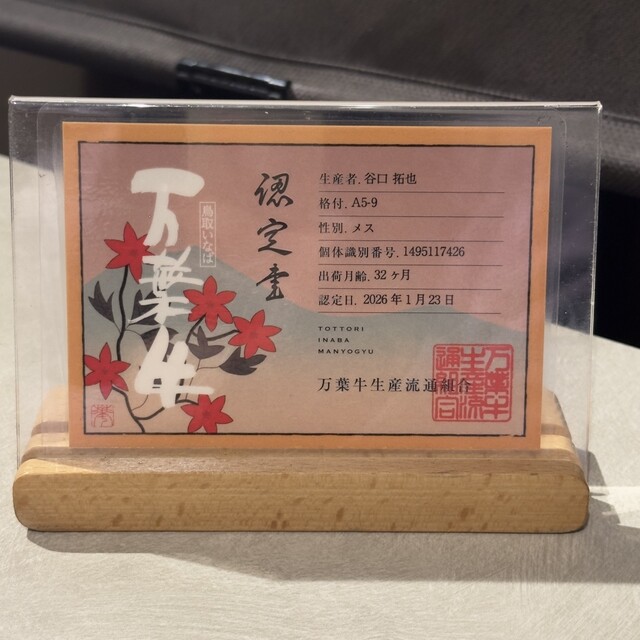 鳥取いなば
万葉牛
認定書
生産者. 谷口 拓也
格付. A5-9
性別. メス
個体識別番号. 1495117426
出荷月齢. 32ヶ月
認定日. 2026年1月23日
TOTTORI
INABA
MANYOGYU
万葉牛生産流通組合